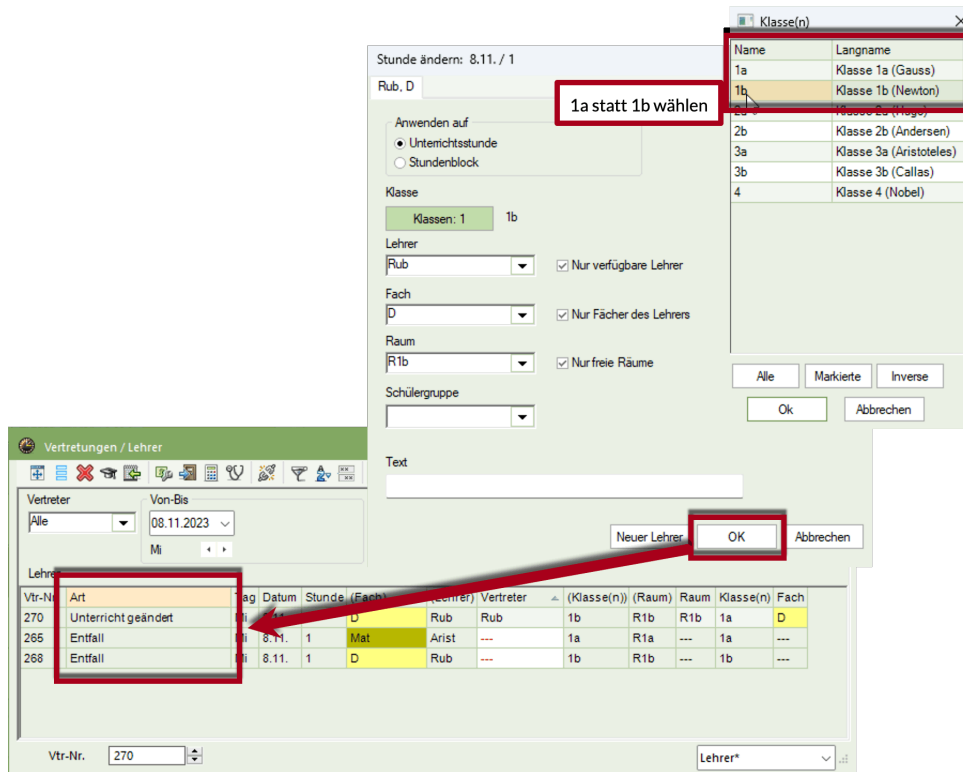 Klasse(n)
Name Langname
1a Klasse 1a (Gauss)
1b Klasse 1b (Newton)
2b Klasse 2b (Andersen)
3a Klasse 3a (Aristoteles)
3b Klasse 3b (Callas)
4 Klasse 4 (Nobel)
Alle Markierte Inverse
Ok Abbrechen
1a statt 1b wählen
Stunde ändern: 8.11. / 1
Rub, D
Anwenden auf
Unterrichtsstunde
Stundenblock
Klasse
Klassen: 1 1b
Lehrer
Rub Nur verfügbare Lehrer
Fach
D Nur Fächer des Lehrers
Raum
R1b Nur freie Räume
Schülergruppe
Text
Neuer Lehrer OK Abbrechen
Vertretungen / Lehrer
Vertreter Von-Bis
Alle 08.11.2023
Mi
Vtr-Nr Art Tag Datum Stunde (Fach) (Lehrer) Vertreter (Klasse(n)) (Raum) Raum Klasse(n) Fach
270 Unterricht geändert Mi D Rub Rub 1b R1b R1b 1a D
265 Entfall Mi 8.11. 1 Mat Arist --- 1a R1a --- 1a ---
268 Entfall Mi 8.11. 1 D Rub --- 1b R1b --- 1b ---
Vtr-Nr. 270 Lehrer*